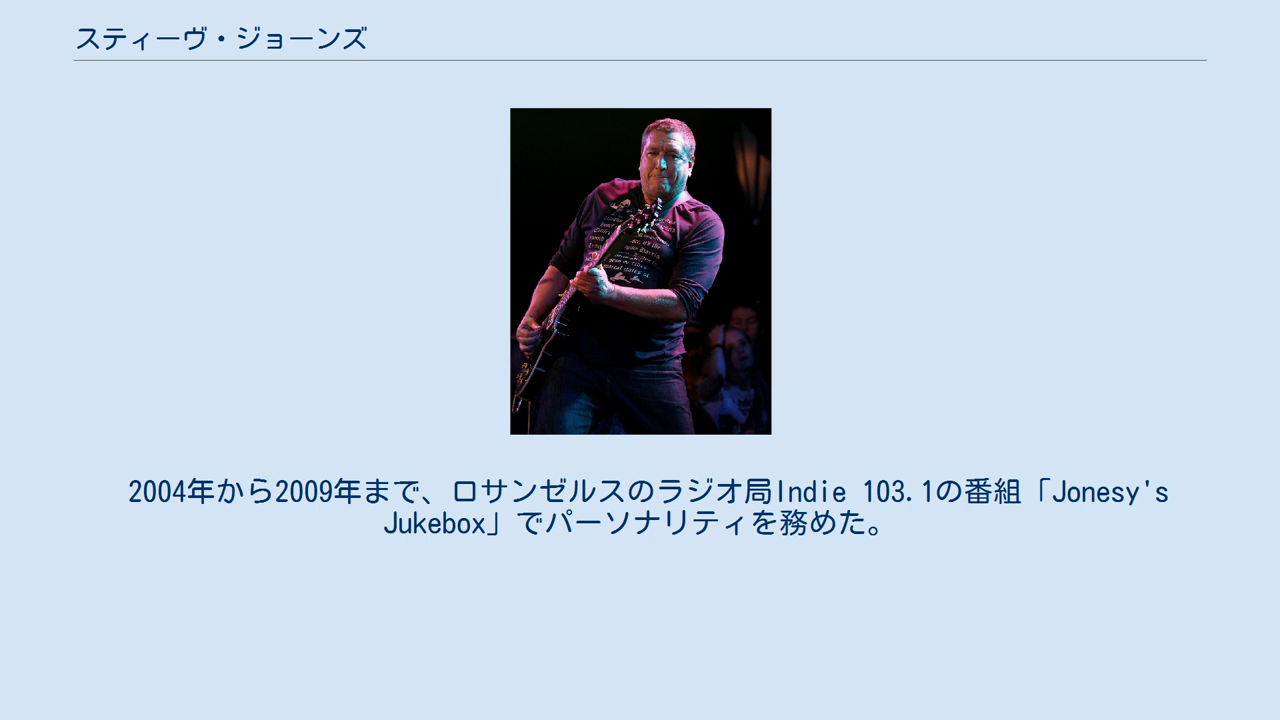 スティーヴ・ジョーンズ
2004年から2009年まで、ロサンゼルスのラジオ局Indie 103.1の番組「Jonesy's
Jukebox」でパーソナリティを務めた。